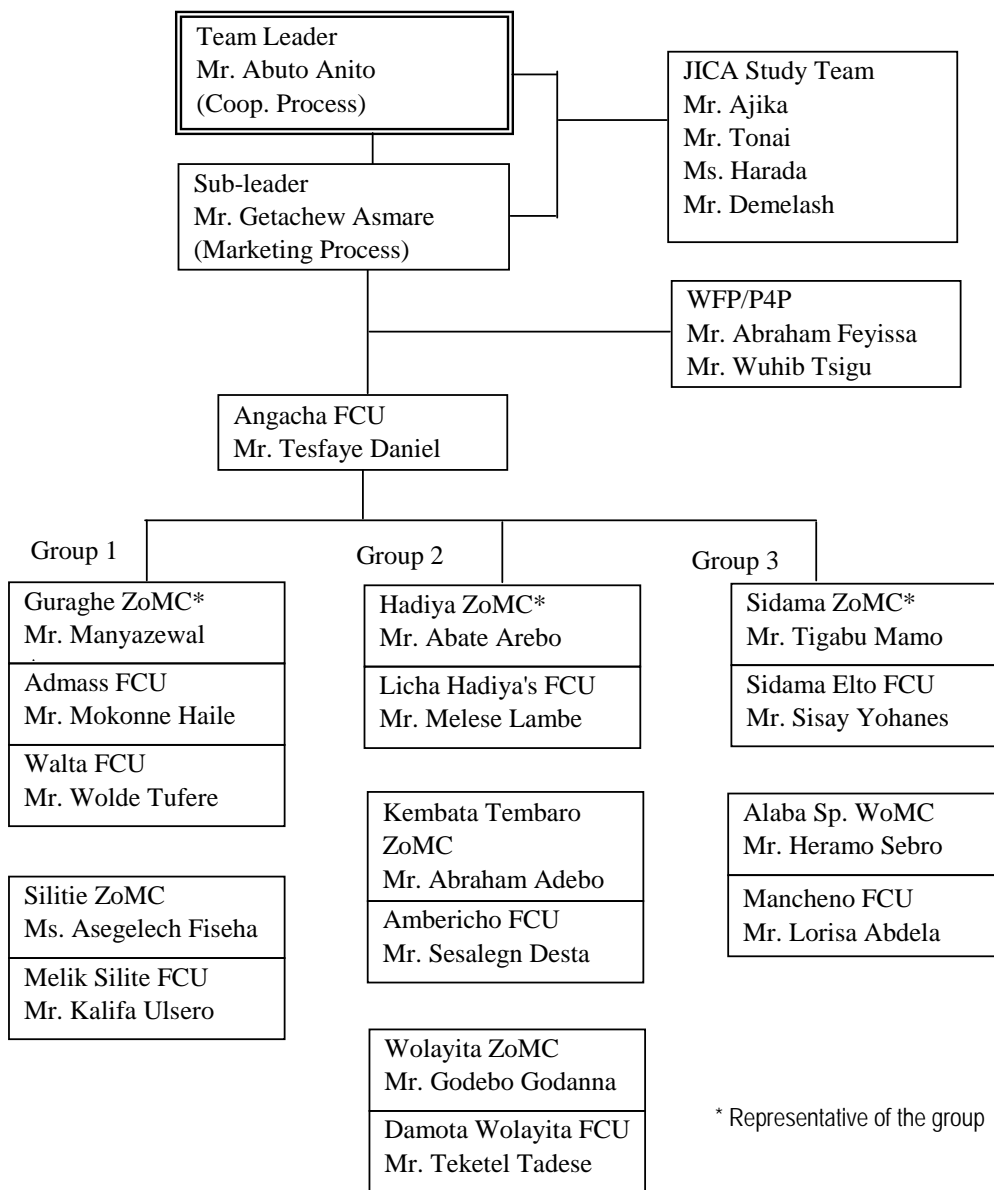 Team Leader
Mr. Abuto Anito
(Coop. Process)
JICA Study Team
Mr. Ajika
Mr. Tonai
Ms. Harada
Mr. Demelash
Sub-leader
Mr. Getachew Asmare
(Marketing Process)
WFP/P4P
Mr. Abraham Feyissa
Mr. Wuhib Tsigu
Angacha FCU
Mr. Tesfaye Daniel
Group 1
Guraghe ZoMC*
Mr. Manyazewal
Admass FCU
Mr. Mokonne Haile
Walta FCU
Mr. Wolde Tufere
Silitie ZoMC
Ms. Asegelech Fiseha
Melik Silite FCU
Mr. Kalifa Ulsero
Group 2
Hadiya ZoMC*
Mr. Abate Arebo
Licha Hadiya's FCU
Mr. Melese Lambe
Kembata Tembaro
ZoMC
Mr. Abraham Adebo
Ambericho FCU
Mr. Sesalegn Desta
Wolayita ZoMC
Mr. Godebo Godanna
Damota Wolayita FCU
Mr. Teketel Tadese
Group 3
Sidama ZoMC*
Mr. Tigabu Mamo
Sidama Elto FCU
Mr. Sisay Yohanes
Alaba Sp. WoMC
Mr. Heramo Sebro
Mancheno FCU
Mr. Lorisa Abdela
* Representative of the group